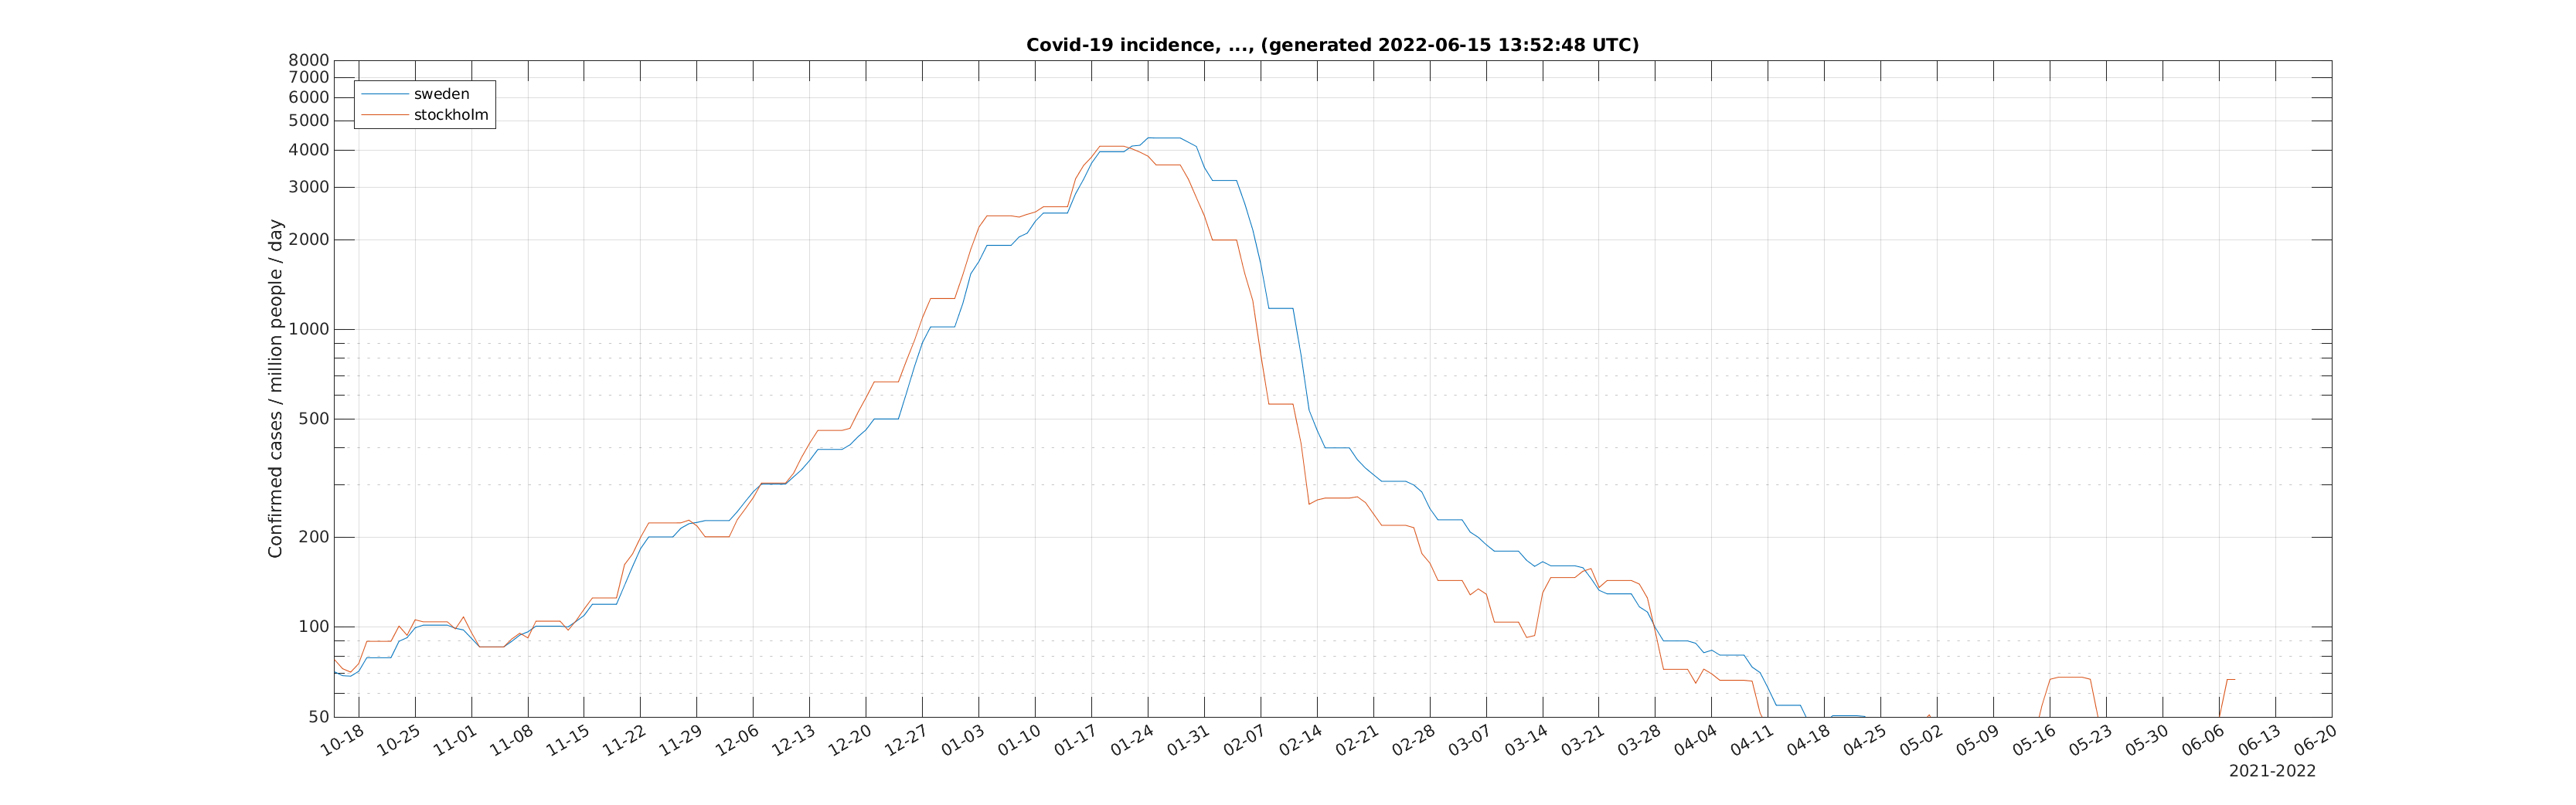 Covid-19 incidence, ..., (generated 2022-06-15 13:52:48 UTC)
8000
7000
6000
5000
4000
3000
2000
1000
500
200
100
50
sweden
stockholm
Confirmed cases / million people / day
10-18 10-25 11-01 11-08 11-15 11-22 11-29 12-06 12-13 12-20 12-27 01-03 01-10 01-17 01-24 01-31 02-07 02-14 02-21 02-28 03-07 03-14 03-21 03-28 04-04 04-11 04-18 04-25 05-02 05-09 05-16 05-23 05-30 06-06 06-13 06-20
2021-2022